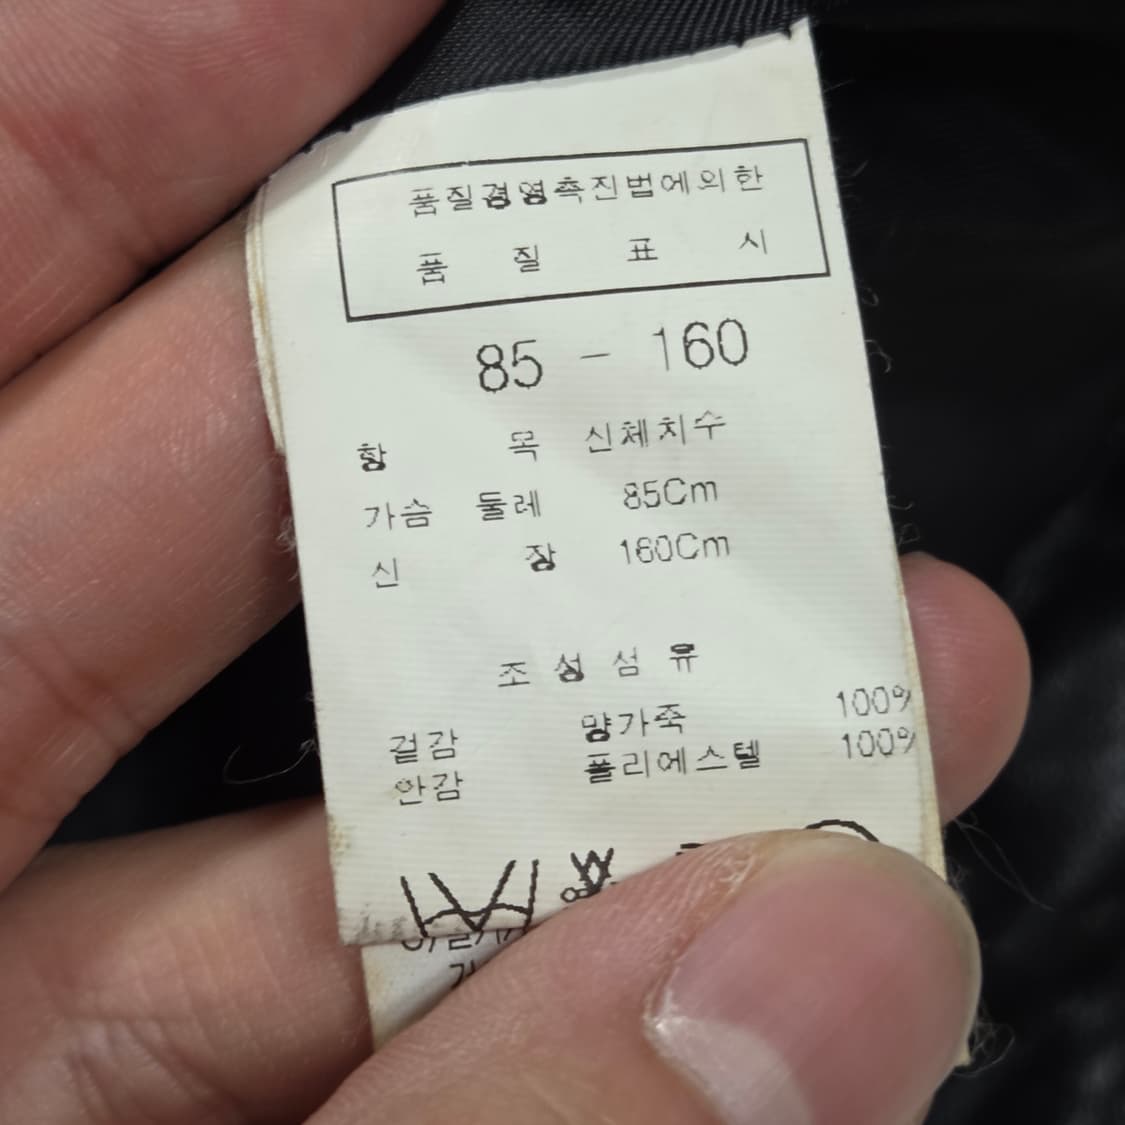 품질경영촉진법에의한
품 질 표 시
85 - 160
항 목 신체치수
가슴 둘레 85Cm
신 장 160Cm
조 성 섬 유
겉감 양가죽 100%
안감 폴리에스텔 100%